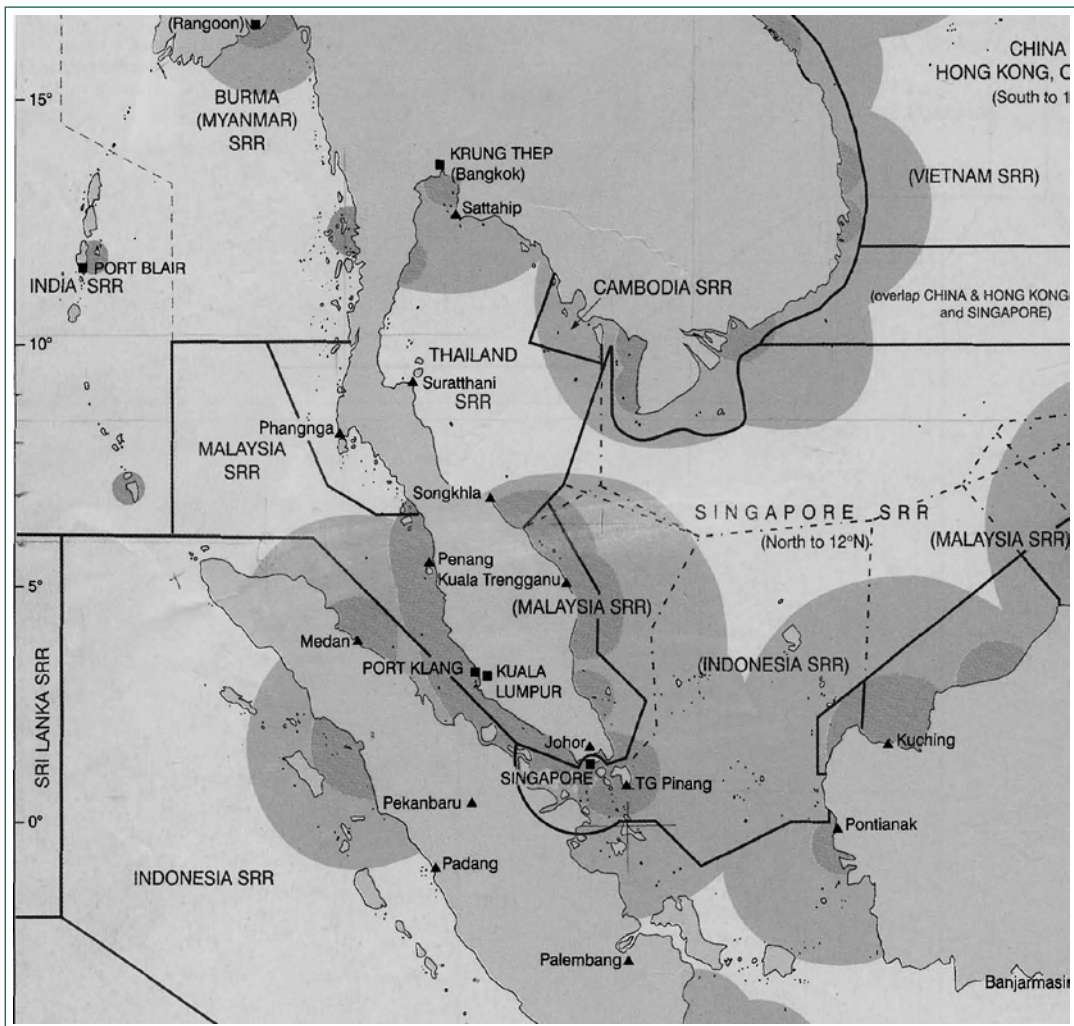 (Rangoon)
CHINA
HONG KONG, C
(South to 1
15°
BURMA
(MYANMAR)
SRR
KRUNG THEP
(Bangkok)
(VIETNAM SRR)
Sattahip
PORT BLAIR
INDIA SRR
CAMBODIA SRR
(overlap CHINA & HONG KONG
and SINGAPORE)
10°
THAILAND
SRR
Suratthani
Phangnga
MALAYSIA
SRR
Songkhla
SINGAPORE SRR
(North to 12°N)
(MALAYSIA SRR)
Penang
Kuala Trengganu
5°
(MALAYSIA SRR)
Medan
PORT KLANG
KUALA
LUMPUR
(INDONESIA SRR)
SRI LANKA SRR
Johor
Kuching
SINGAPORE
TG Pinang
Pekanbaru
0°
Pontianak
Padang
INDONESIA SRR
Palembang
Banjarmasin